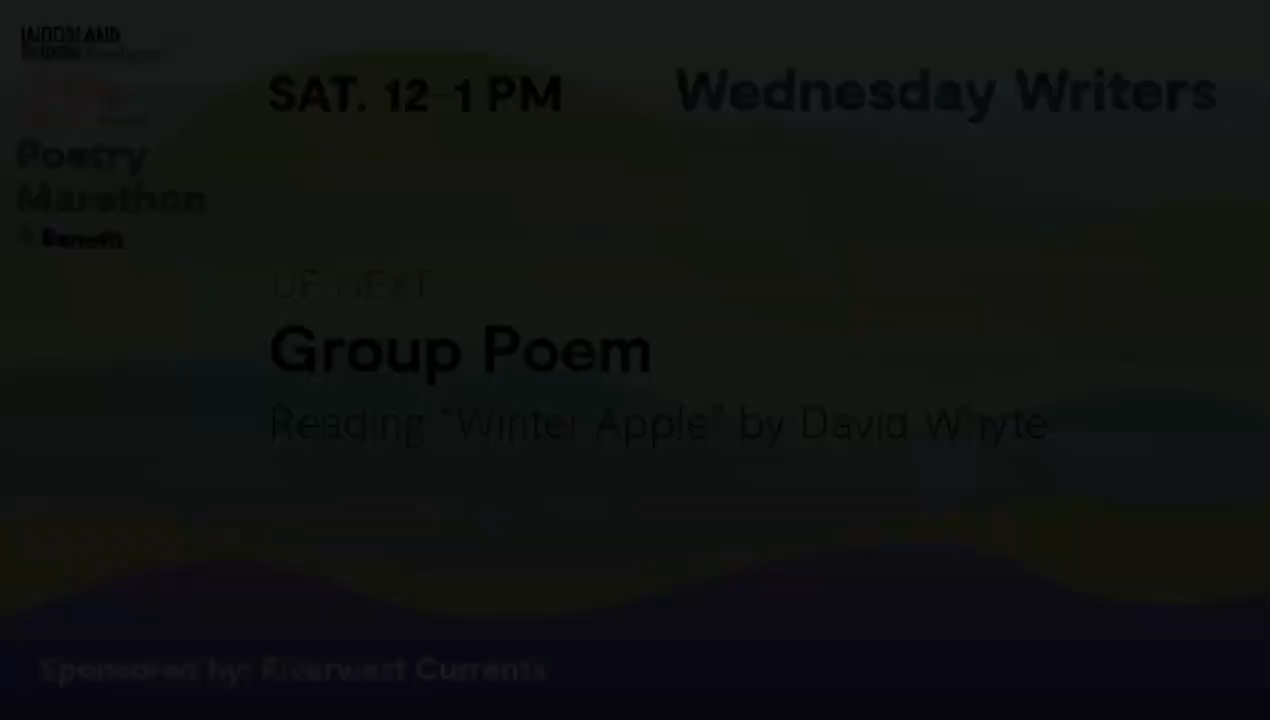 SAT. 12–1 PM
Wednesday Writers
Poetry
Marathon
& Benefit
UP NEXT
Group Poem
Reading "Winter Apple" by David Whyte
Sponsored by: Riverwest Currents